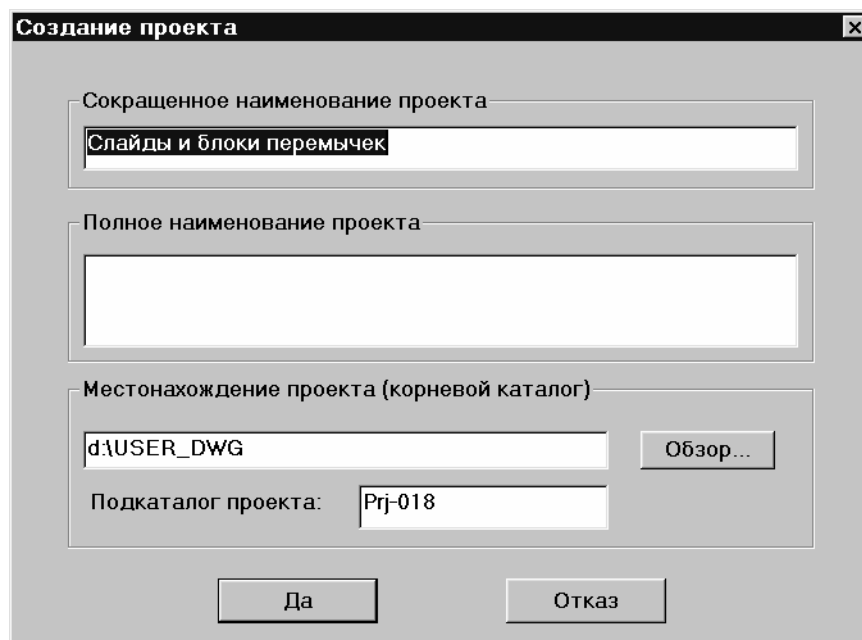 Создание проекта
Сокращенное наименование проекта
Слайды и блоки перемычек
Полное наименование проекта
Местонахождение проекта (корневой каталог)
d:\USER_DWG Обзор...
Подкаталог проекта: Prj-018
Да Отказ